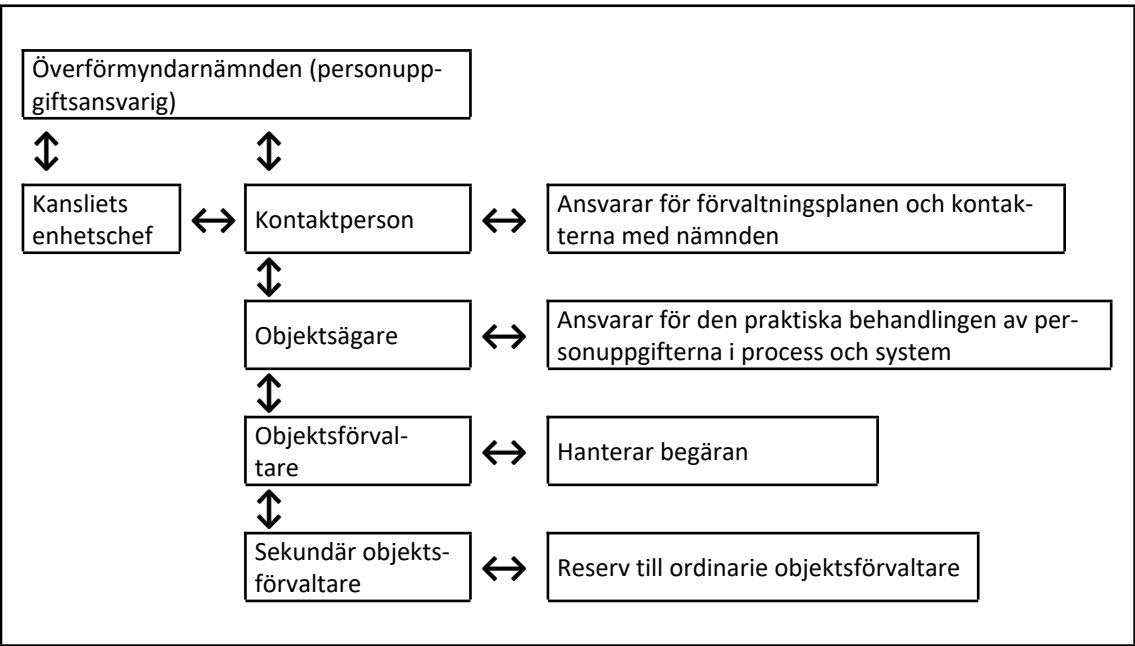 Överförmyndarnämnden (personupp-
giftsansvarig)
Kansliets
enhetschef
Kontaktperson
Ansvarar för förvaltningsplanen och kontak-
terna med nämnden
Objektsägare
Ansvarar för den praktiska behandlingen av per-
sonuppgifterna i process och system
Objektsförval-
tare
Hanterar begäran
Sekundär objekts-
förvaltare
Reserv till ordinarie objektsförvaltare